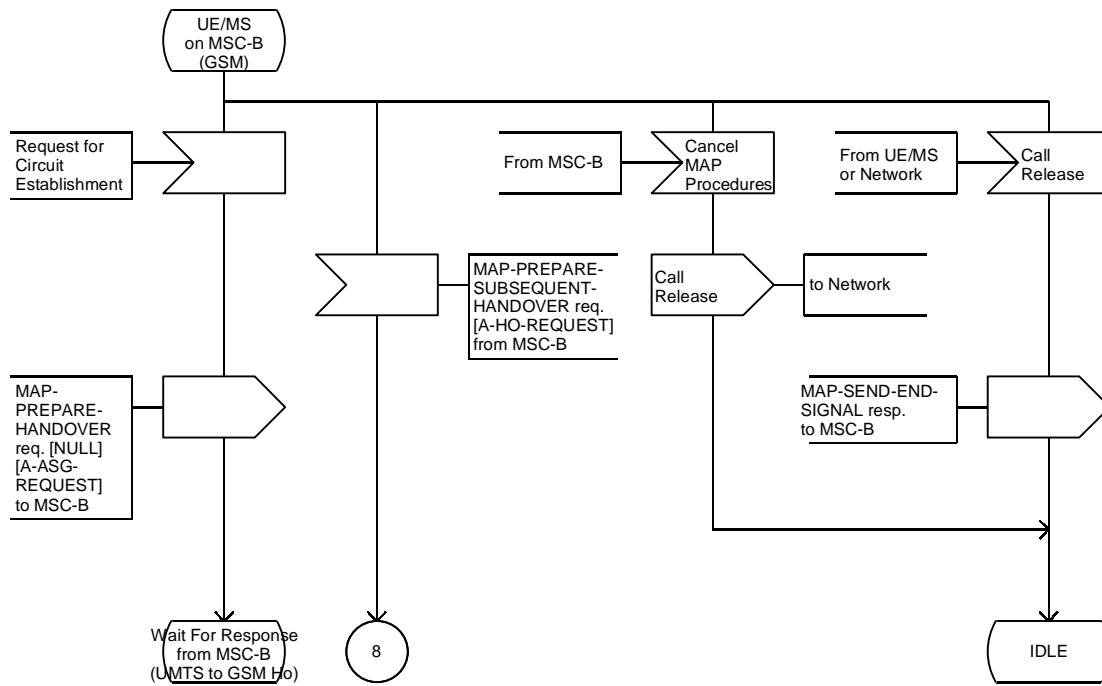 UE/MS
on MSC-B
(GSM)
Request for
Circuit
Establishment
From MSC-B
Cancel
MAP
Procedures
From UE/MS
or Network
Call
Release
MAP-PREPARE-
SUBSEQUENT-
HANDOVER req.
[A-HO-REQUEST]
from MSC-B
Call
Release
to Network
MAP-
PREPARE-
HANDOVER
req. [NULL]
[A-ASG-
REQUEST]
to MSC-B
MAP-SEND-END-
SIGNAL resp.
to MSC-B
Wait For Response
from MSC-B
(UMTS to GSM Ho)
8
IDLE